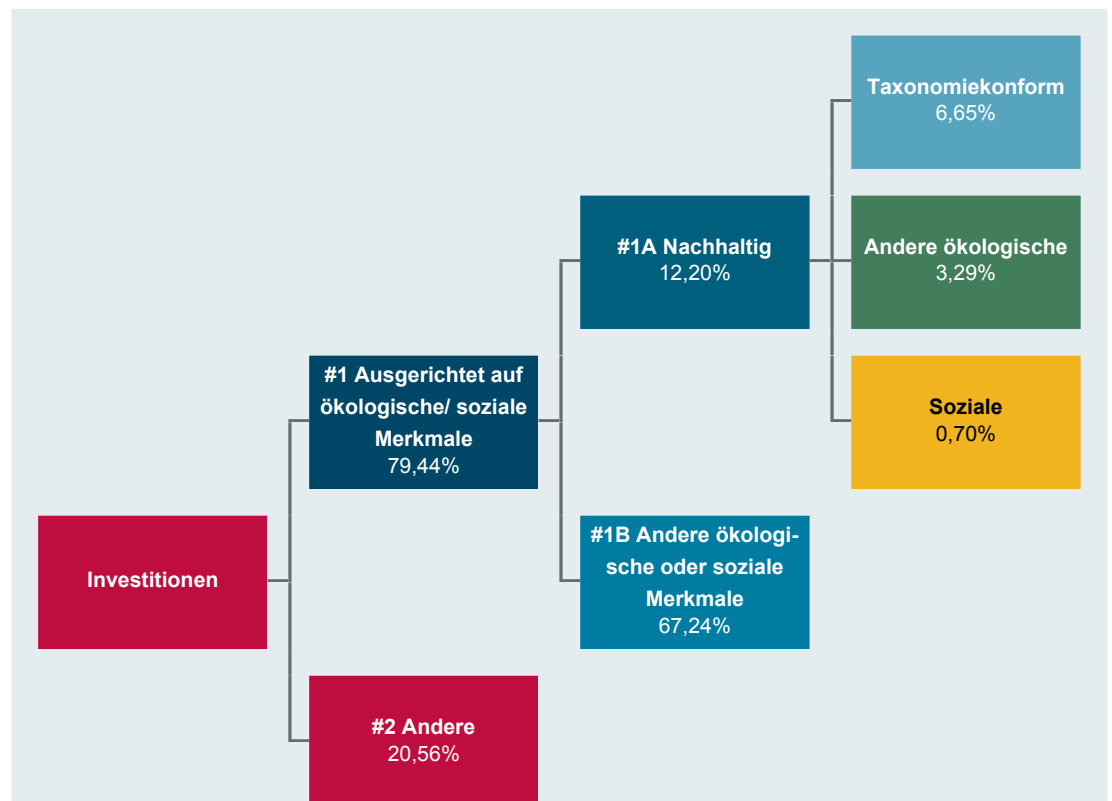 Taxonomiekonform
6,65%
#1A Nachhaltig
12,20%
Andere ökologische
3,29%
#1 Ausgerichtet auf
ökologische/ soziale
Merkmale
79,44%
Soziale
0,70%
Investitionen
#1B Andere ökologi-
sche oder soziale
Merkmale
67,24%
#2 Andere
20,56%